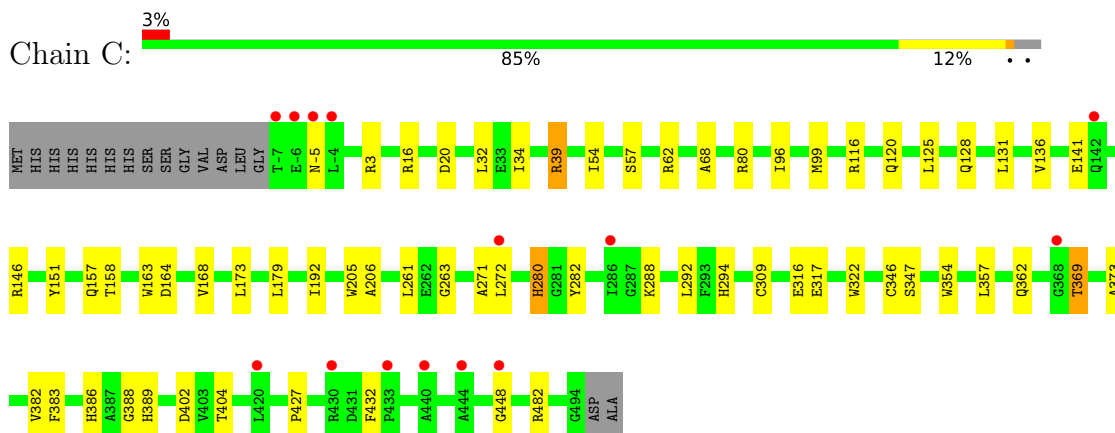 3%
Chain C:
85% 12% • •
MET HIS HIS HIS HIS HIS HIS SER SER GLY VAL ASP LEU GLY T-7 E-6 N-5 L-4 R3 R16 D20 L32 E33 I34 R39 I54 S57 R62 A68 R80 I96 M99 R116 Q120 L125 Q128 L131 V136 E141 Q142
R146 Y151 Q157 T158 W163 D164 V168 L173 L179 I192 W205 A206 L261 E262 G263 A271 L272 H280 G281 Y282 I286 G287 K288 L292 F293 H294 C309 E316 E317 W322 C346 S347 W354 L357 Q362 G368 T369 A373
V382 F383 H386 A387 G388 H389 D402 V403 T404 L420 P427 R430 D431 F432 P433 A440 A444 G448 R482 G494 ASP ALA